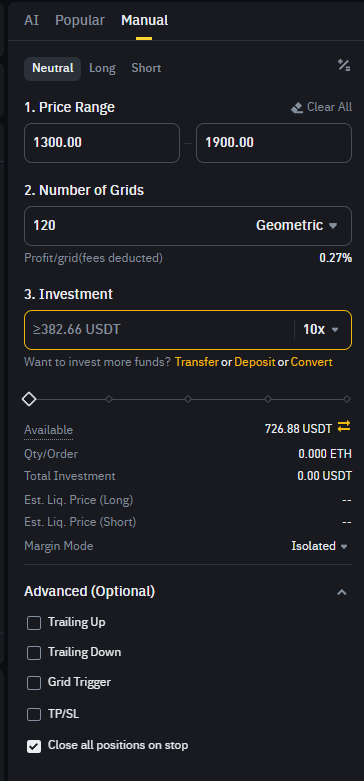 AI Popular Manual
Neutral Long Short
1. Price Range Clear All
1300.00 – 1900.00
2. Number of Grids
120 Geometric
Profit/grid(fees deducted) 0.27%
3. Investment
≥382.66 USDT 10x
Want to invest more funds? Transfer or Deposit or Convert
Available 726.88 USDT
Qty/Order 0.000 ETH
Total Investment 0.00 USDT
Est. Liq. Price (Long) --
Est. Liq. Price (Short) --
Margin Mode Isolated
Advanced (Optional)
Trailing Up
Trailing Down
Grid Trigger
TP/SL
Close all positions on stop